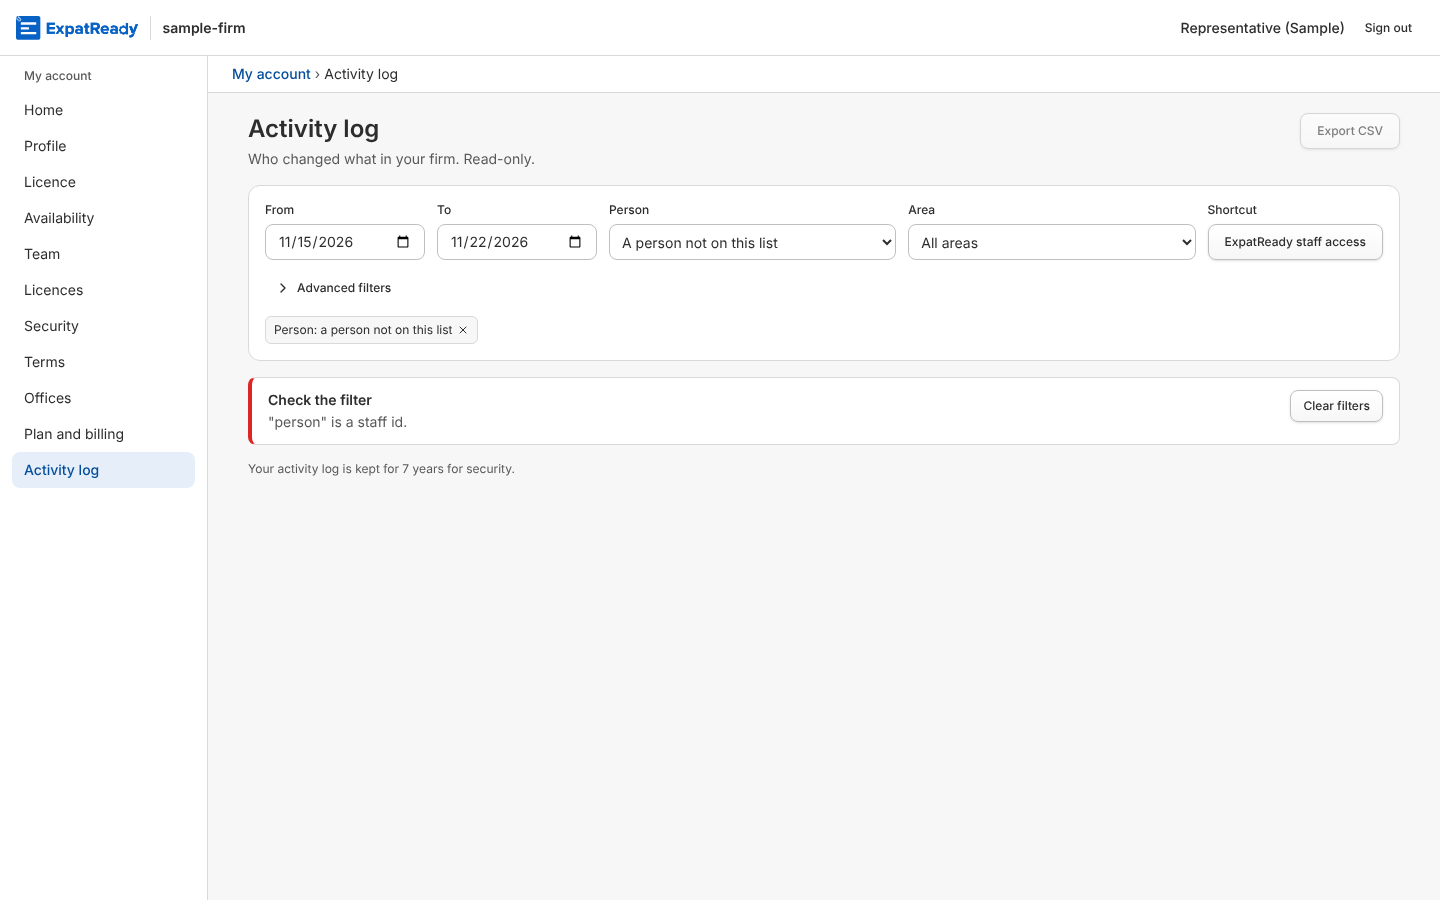 ExpatReady
sample-firm
Representative (Sample)
Sign out
My account
Home
Profile
Licence
Availability
Team
Licences
Security
Terms
Offices
Plan and billing
Activity log
My account › Activity log
Activity log
Who changed what in your firm. Read-only.
Export CSV
From
To
Person
Area
Shortcut
11/15/2026
11/22/2026
A person not on this list
All areas
ExpatReady staff access
Advanced filters
Person: a person not on this list ×
Check the filter
"person" is a staff id.
Clear filters
Your activity log is kept for 7 years for security.